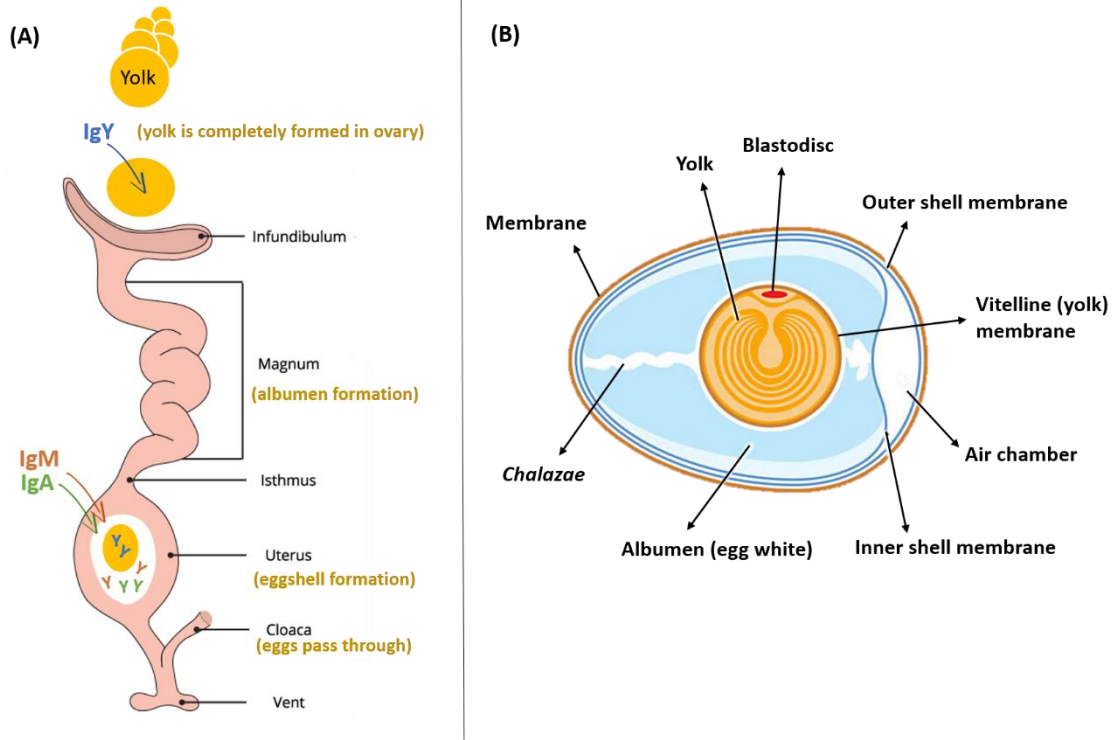 (A)
Yolk
IgY (yolk is completely formed in ovary)
Infundibulum
Magnum
(albumen formation)
IgM
IgA
Isthmus
Y
Y
Y
Y
Y Y
Uterus
(eggshell formation)
Cloaca
(eggs pass through)
Vent
(B)
Blastodisc
Yolk
Outer shell membrane
Membrane
Vitelline (yolk)
membrane
Air chamber
Chalazae
Albumen (egg white)
Inner shell membrane